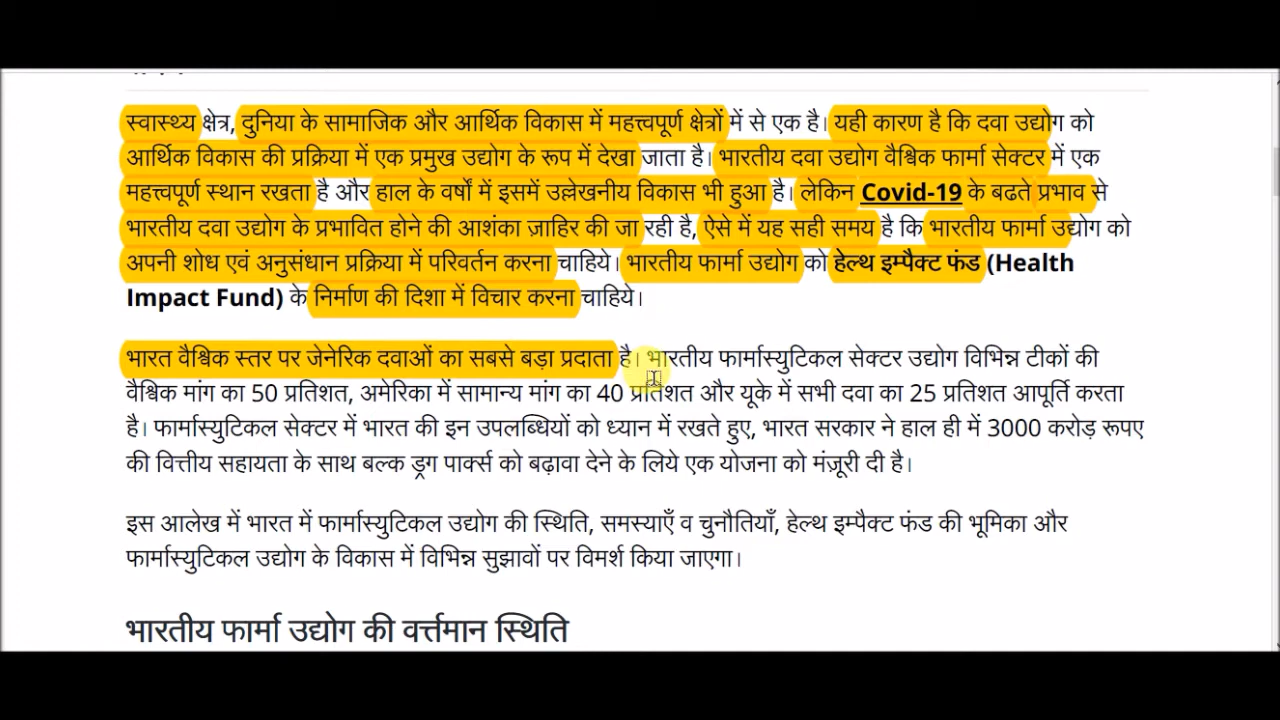 स्वास्थ्य क्षेत्र, दुनिया के सामाजिक और आर्थिक विकास में महत्त्वपूर्ण क्षेत्रों में से एक है। यही कारण है कि दवा उद्योग को
आर्थिक विकास की प्रक्रिया में एक प्रमुख उद्योग के रूप में देखा जाता है। भारतीय दवा उद्योग वैश्विक फार्मा सेक्टर में एक
महत्त्वपूर्ण स्थान रखता है और हाल के वर्षों में इसमें उल्लेखनीय विकास भी हुआ है। लेकिन Covid-19 के बढते प्रभाव से
भारतीय दवा उद्योग के प्रभावित होने की आशंका ज़ाहिर की जा रही है, ऐसे में यह सही समय है कि भारतीय फार्मा उद्योग को
अपनी शोध एवं अनुसंधान प्रक्रिया में परिवर्तन करना चाहिये। भारतीय फार्मा उद्योग को हेल्थ इम्पैक्ट फंड (Health
Impact Fund) के निर्माण की दिशा में विचार करना चाहिये।
भारत वैश्विक स्तर पर जेनेरिक दवाओं का सबसे बड़ा प्रदाता है। भारतीय फार्मास्युटिकल सेक्टर उद्योग विभिन्न टीकों की
वैश्विक मांग का 50 प्रतिशत, अमेरिका में सामान्य मांग का 40 प्रतिशत और यूके में सभी दवा का 25 प्रतिशत आपूर्ति करता
है। फार्मास्युटिकल सेक्टर में भारत की इन उपलब्धियों को ध्यान में रखते हुए, भारत सरकार ने हाल ही में 3000 करोड़ रूपए
की वित्तीय सहायता के साथ बल्क ड्रग पार्क्स को बढ़ावा देने के लिये एक योजना को मंज़ूरी दी है।
इस आलेख में भारत में फार्मास्युटिकल उद्योग की स्थिति, समस्याएँ व चुनौतियाँ, हेल्थ इम्पैक्ट फंड की भूमिका और
फार्मास्युटिकल उद्योग के विकास में विभिन्न सुझावों पर विमर्श किया जाएगा।
भारतीय फार्मा उद्योग की वर्त्तमान स्थिति